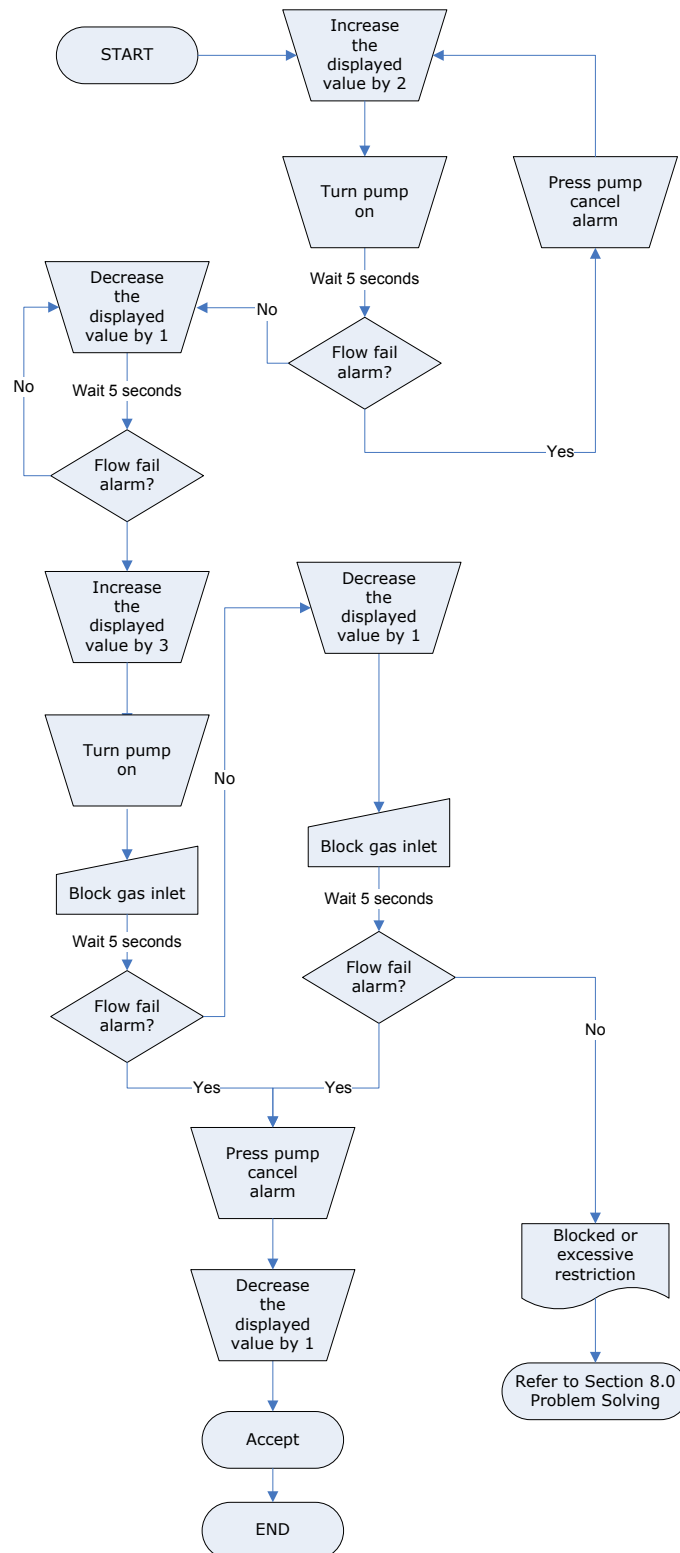 START
Increase
the
displayed
value by 2
Turn pump
on
Press pump
cancel
alarm
Wait 5 seconds
Flow fail
alarm?
No
Yes
Decrease
the
displayed
value by 1
Wait 5 seconds
No
Flow fail
alarm?
Increase
the
displayed
value by 3
Turn pump
on
Block gas inlet
Wait 5 seconds
Flow fail
alarm?
No
Decrease
the
displayed
value by 1
Block gas inlet
Wait 5 seconds
Flow fail
alarm?
No
Yes
Yes
Press pump
cancel
alarm
Decrease
the
displayed
value by 1
Accept
END
Blocked or
excessive
restriction
Refer to Section 8.0
Problem Solving